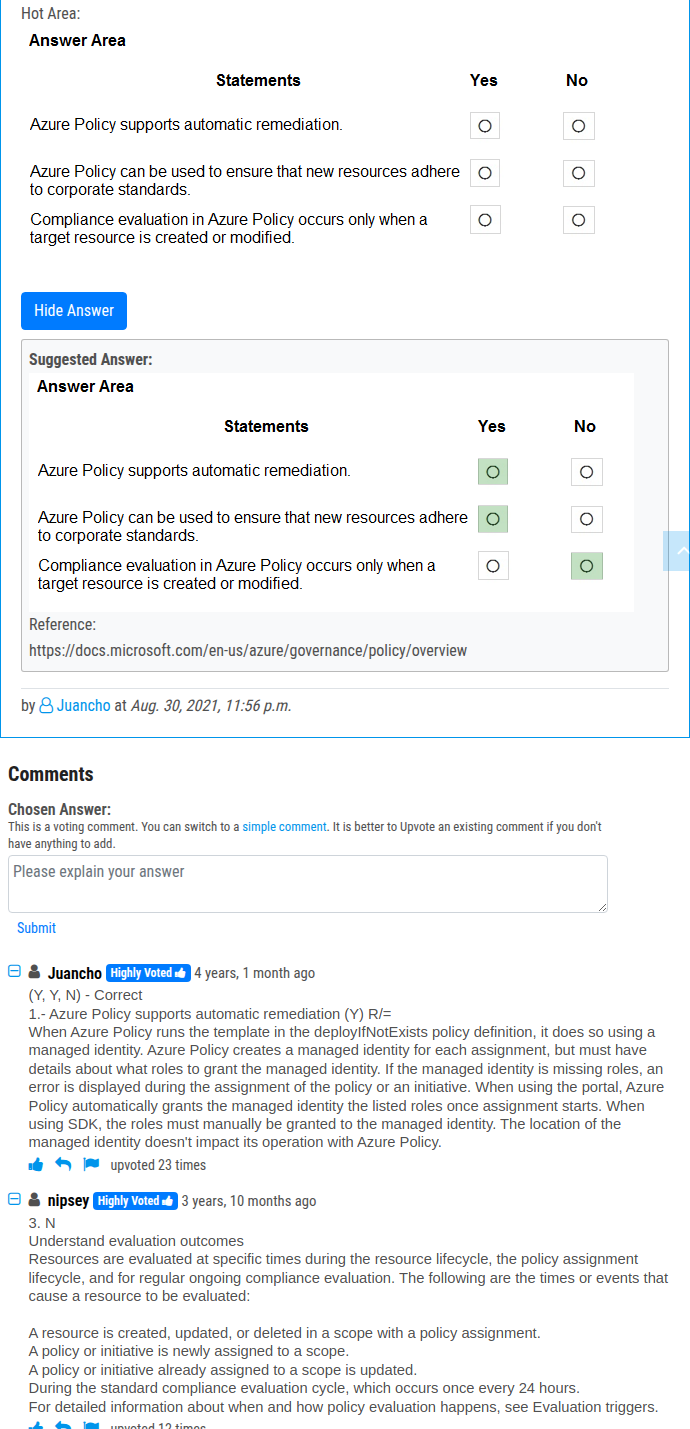 Hot Area:
Answer Area
Statements Yes No
Azure Policy supports automatic remediation.
Azure Policy can be used to ensure that new resources adhere
to corporate standards.
Compliance evaluation in Azure Policy occurs only when a
target resource is created or modified.
Hide Answer
Suggested Answer:
Answer Area
Statements Yes No
Azure Policy supports automatic remediation.
Azure Policy can be used to ensure that new resources adhere
to corporate standards.
Compliance evaluation in Azure Policy occurs only when a
target resource is created or modified.
Reference:
https://docs.microsoft.com/en-us/azure/governance/policy/overview
by Juancho at Aug. 30, 2021, 11:56 p.m.
Comments
Chosen Answer:
This is a voting comment. You can switch to a simple comment. It is better to Upvote an existing comment if you don't
have anything to add.
Please explain your answer
Submit
Juancho Highly Voted 4 years, 1 month ago
(Y, Y, N) - Correct
1.- Azure Policy supports automatic remediation (Y) R/=
When Azure Policy runs the template in the deployIfNotExists policy definition, it does so using a
managed identity. Azure Policy creates a managed identity for each assignment, but must have
details about what roles to grant the managed identity. If the managed identity is missing roles, an
error is displayed during the assignment of the policy or an initiative. When using the portal, Azure
Policy automatically grants the managed identity the listed roles once assignment starts. When
using SDK, the roles must manually be granted to the managed identity. The location of the
managed identity doesn't impact its operation with Azure Policy.
upvoted 23 times
nipsey Highly Voted 3 years, 10 months ago
3. N
Understand evaluation outcomes
Resources are evaluated at specific times during the resource lifecycle, the policy assignment
lifecycle, and for regular ongoing compliance evaluation. The following are the times or events that
cause a resource to be evaluated:
A resource is created, updated, or deleted in a scope with a policy assignment.
A policy or initiative is newly assigned to a scope.
A policy or initiative already assigned to a scope is updated.
During the standard compliance evaluation cycle, which occurs once every 24 hours.
For detailed information about when and how policy evaluation happens, see Evaluation triggers.
upvoted 12 times